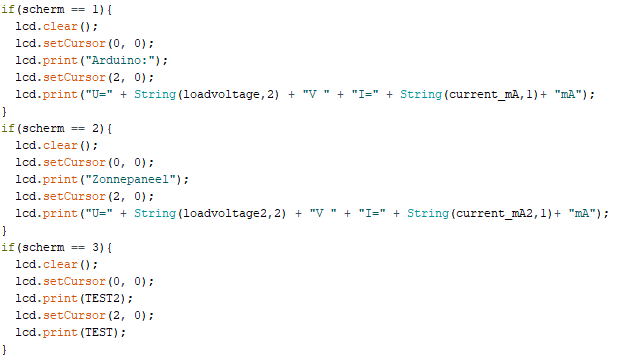 if(scherm == 1){
  lcd.clear();
  lcd.setCursor(0, 0);
  lcd.print("Arduino:");
  lcd.setCursor(2, 0);
  lcd.print("U=" + String(loadvoltage,2) + "V " + "I=" + String(current_mA,1)+ "mA");
}
if(scherm == 2){
  lcd.clear();
  lcd.setCursor(0, 0);
  lcd.print("Zonnepaneel");
  lcd.setCursor(2, 0);
  lcd.print("U=" + String(loadvoltage2,2) + "V " + "I=" + String(current_mA2,1)+ "mA");
}
if(scherm == 3){
  lcd.clear();
  lcd.setCursor(0, 0);
  lcd.print(TEST2);
  lcd.setCursor(2, 0);
  lcd.print(TEST);
}